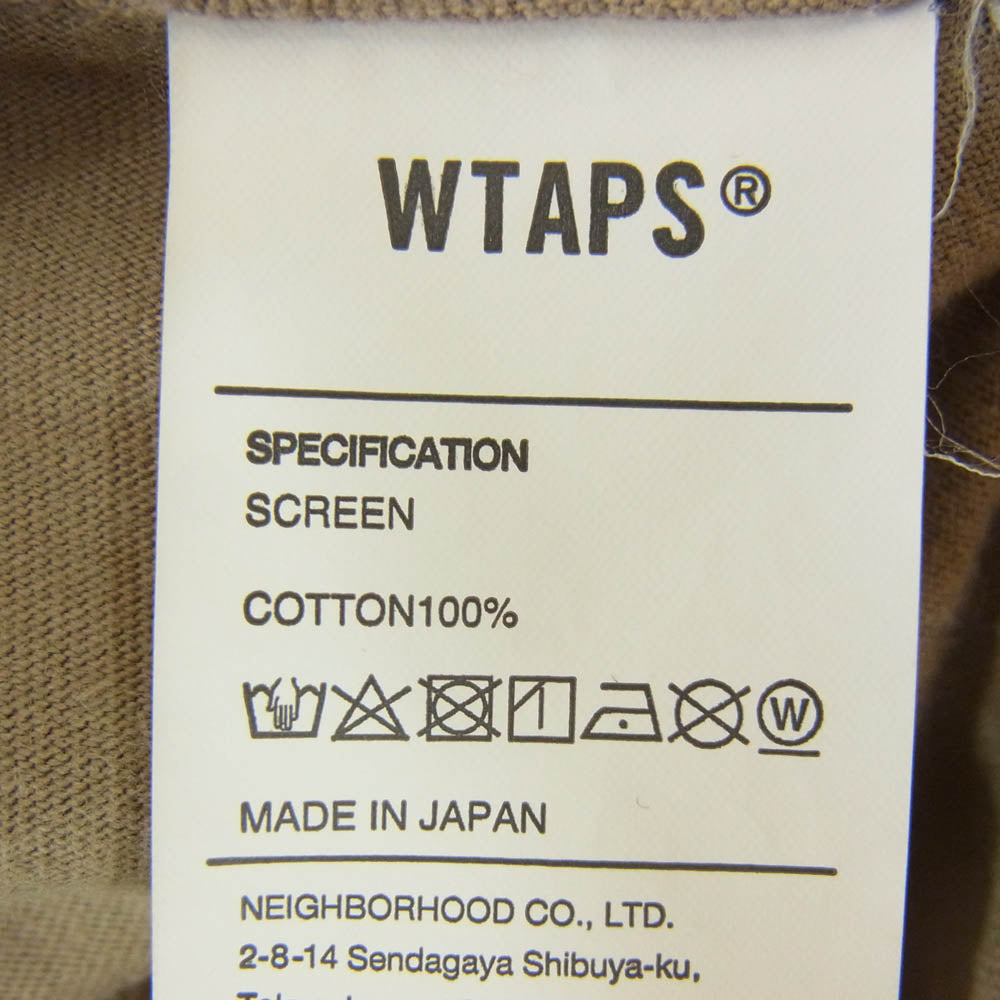 WTAPS®
SPECIFICATION
SCREEN
COTTON100%
W
MADE IN JAPAN
NEIGHBORHOOD CO., LTD.
2-8-14 Sendagaya Shibuya-ku,